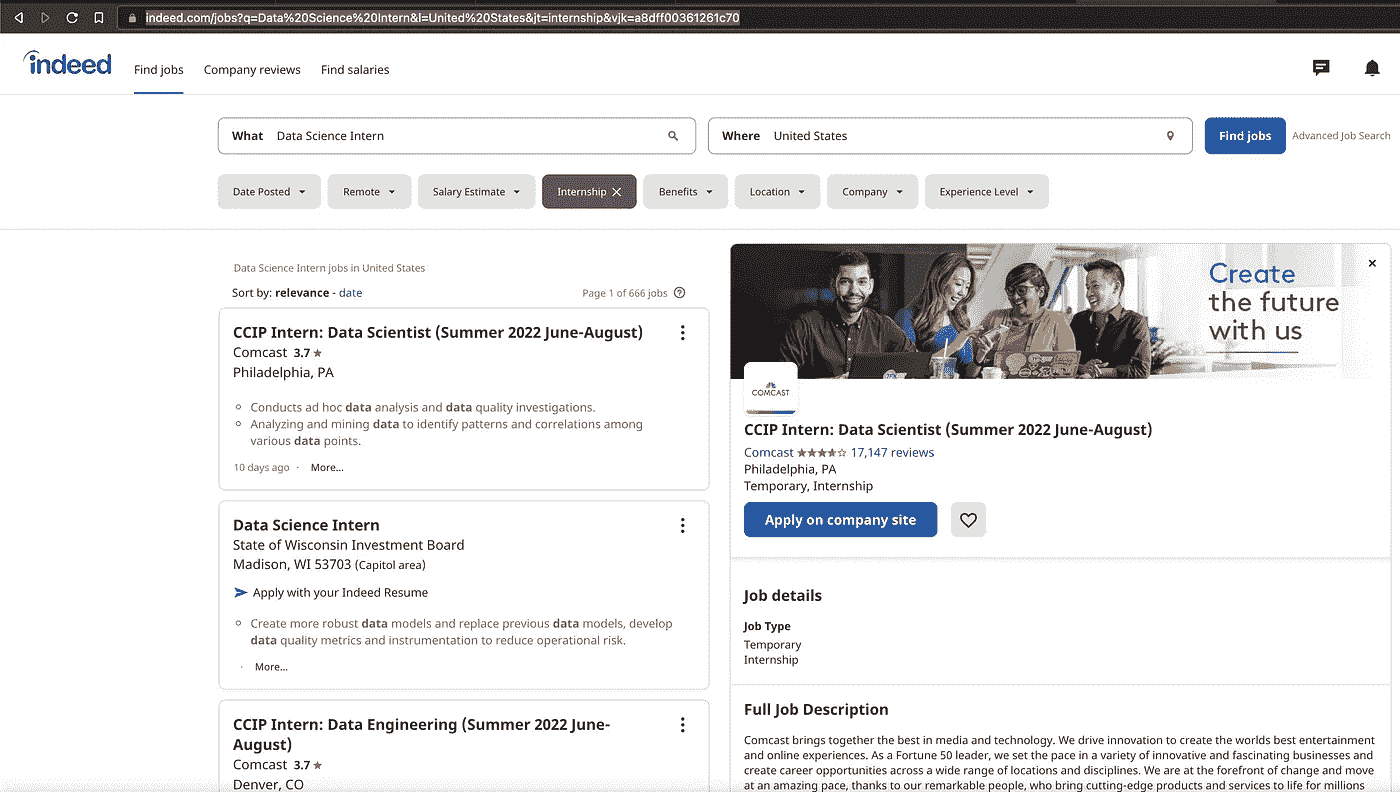 indeed.com/jobs?q=Data%20Science%20Intern&l=United%20States&jt=internship&vjk=a8dff00361261c70
indeed
Find jobs
Company reviews
Find salaries
What Data Science Intern
Where United States
Find jobs
Advanced Job Search
Date Posted
Remote
Salary Estimate
Internship
Benefits
Location
Company
Experience Level
Data Science Intern jobs in United States
Sort by: relevance - date
Page 1 of 666 jobs
CCIP Intern: Data Scientist (Summer 2022 June-August)
Comcast 3.7
Philadelphia, PA
Conducts ad hoc data analysis and data quality investigations.
Analyzing and mining data to identify patterns and correlations among
various data points.
10 days ago · More...
Data Science Intern
State of Wisconsin Investment Board
Madison, WI 53703 (Capitol area)
Apply with your Indeed Resume
Create more robust data models and replace previous data models, develop
data quality metrics and instrumentation to reduce operational risk.
· More...
CCIP Intern: Data Engineering (Summer 2022 June-
August)
Comcast 3.7
Denver, CO
Create
the future
with us
COMCAST
CCIP Intern: Data Scientist (Summer 2022 June-August)
Comcast 17,147 reviews
Philadelphia, PA
Temporary, Internship
Apply on company site
Job details
Job Type
Temporary
Internship
Full Job Description
Comcast brings together the best in media and technology. We drive innovation to create the worlds best entertainment
and online experiences. As a Fortune 50 leader, we set the pace in a variety of innovative and fascinating businesses and
create career opportunities across a wide range of locations and disciplines. We are at the forefront of change and move
at an amazing pace, thanks to our remarkable people, who bring cutting-edge products and services to life for millions